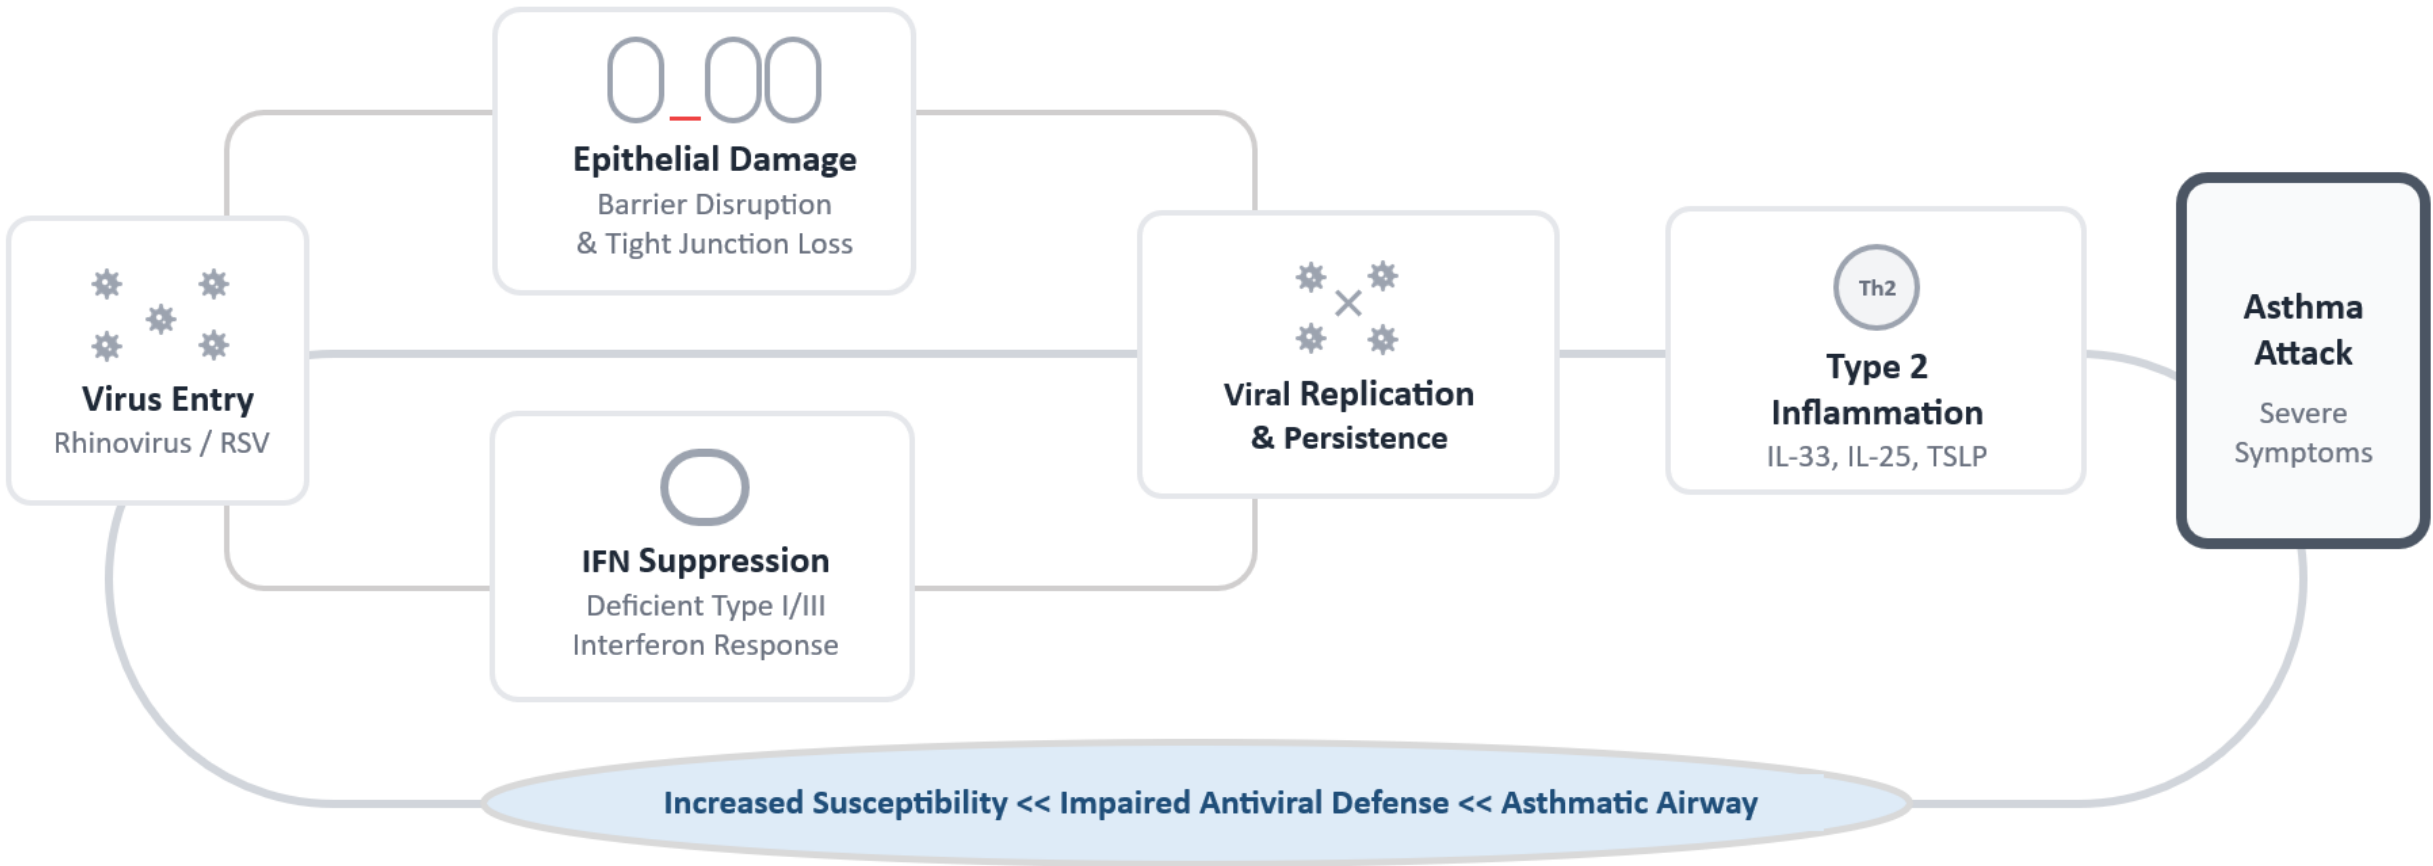 Virus Entry
Rhinovirus / RSV
Epithelial Damage
Barrier Disruption
& Tight Junction Loss
IFN Suppression
Deficient Type I/III
Interferon Response
Viral Replication
& Persistence
Th2
Type 2
Inflammation
IL-33, IL-25, TSLP
Asthma
Attack
Severe
Symptoms
Increased Susceptibility << Impaired Antiviral Defense << Asthmatic Airway